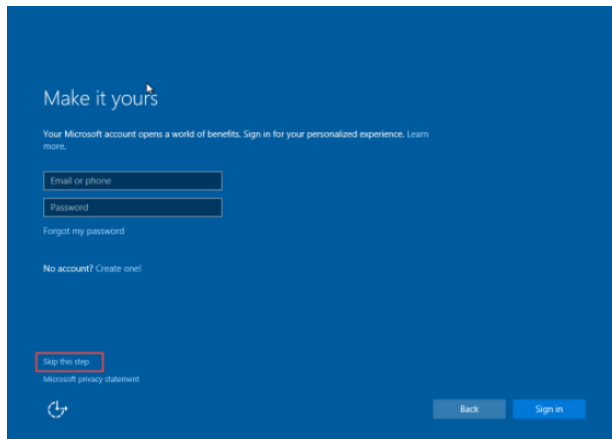 Make it yours
Your Microsoft account opens a world of benefits. Sign in for your personalized experience. Learn
more.
Email or phone
Password
Forgot my password
No account? Create one!
Skip this step
Microsoft privacy statement
Back
Sign in